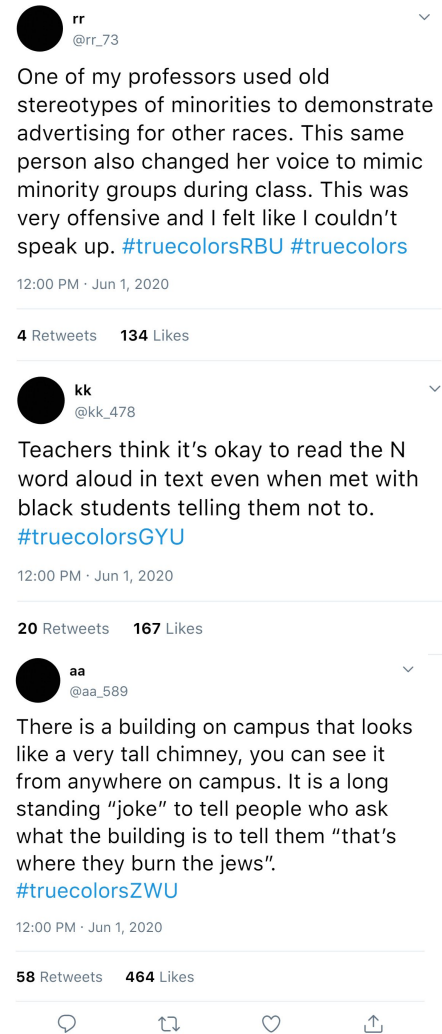 rr
@rr_73
One of my professors used old
stereotypes of minorities to demonstrate
advertising for other races. This same
person also changed her voice to mimic
minority groups during class. This was
very offensive and I felt like I couldn’t
speak up. #truecolorsRBU #truecolors
12:00 PM · Jun 1, 2020
4 Retweets 134 Likes
kk
@kk_478
Teachers think it’s okay to read the N
word aloud in text even when met with
black students telling them not to.
#truecolorsGYU
12:00 PM · Jun 1, 2020
20 Retweets 167 Likes
aa
@aa_589
There is a building on campus that looks
like a very tall chimney, you can see it
from anywhere on campus. It is a long
standing “joke” to tell people who ask
what the building is to tell them “that’s
where they burn the jews”.
#truecolorsZWU
12:00 PM · Jun 1, 2020
58 Retweets 464 Likes